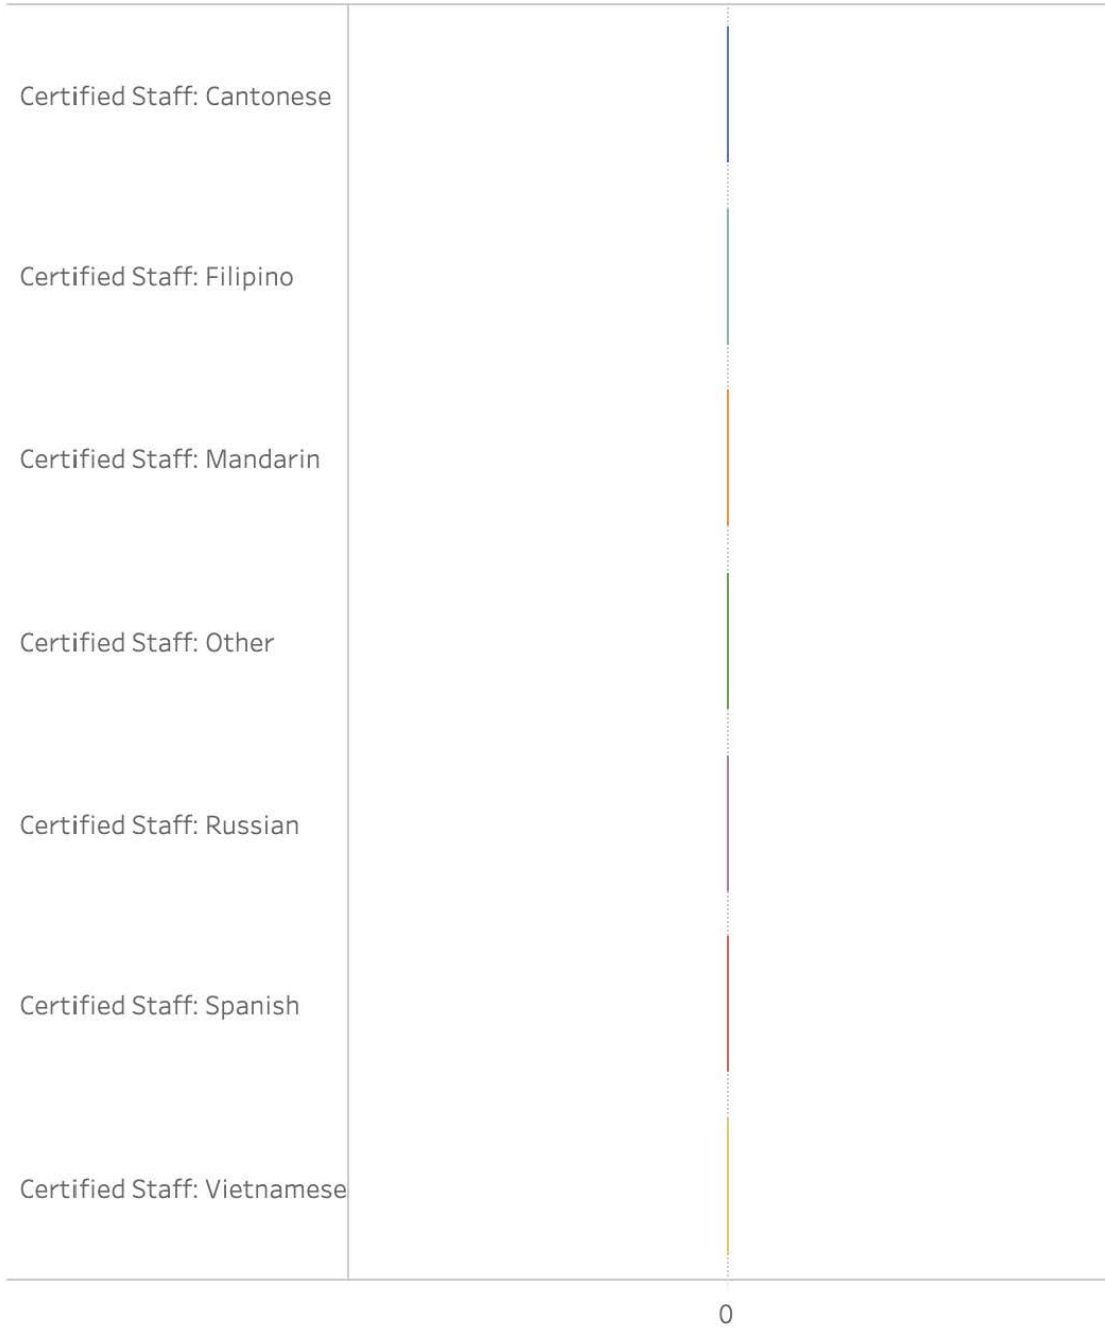 Certified Staff: Cantonese
Certified Staff: Filipino
Certified Staff: Mandarin
Certified Staff: Other
Certified Staff: Russian
Certified Staff: Spanish
Certified Staff: Vietnamese
0